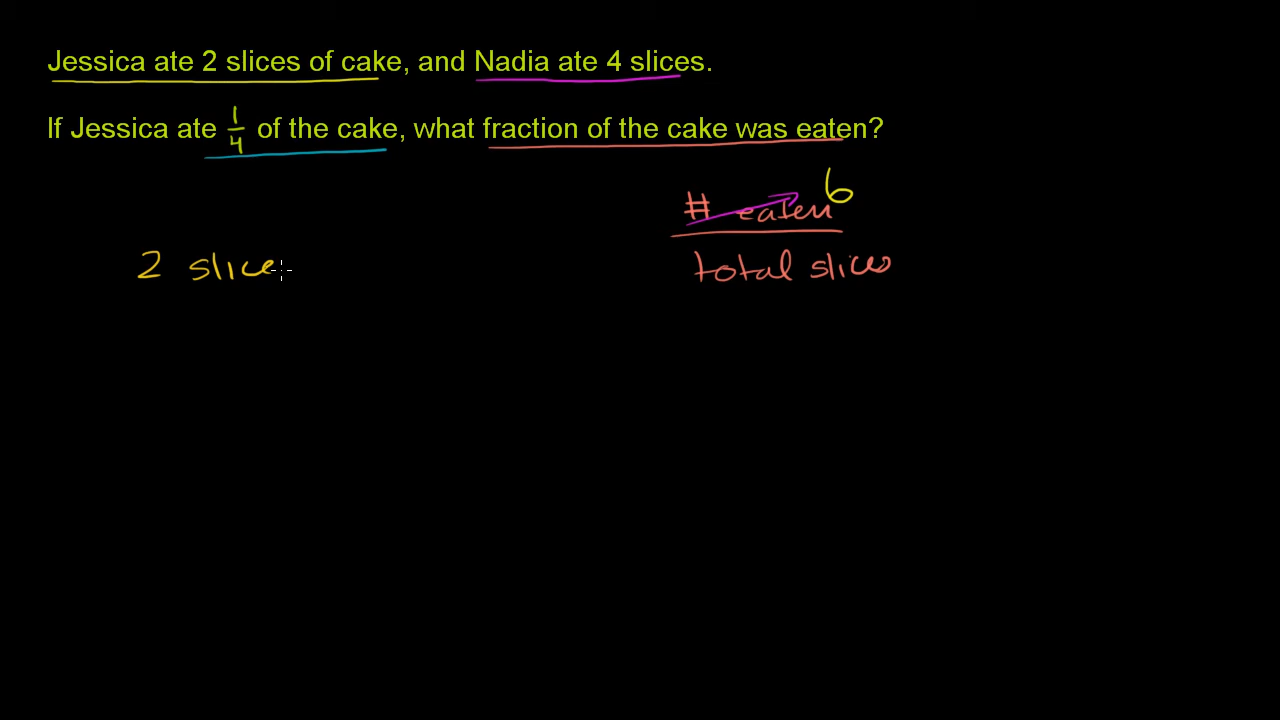 Jessica ate 2 slices of cake, and Nadia ate 4 slices.
If Jessica ate 1/4 of the cake, what fraction of the cake was eaten?
# eaten 6
total slices
2 slice